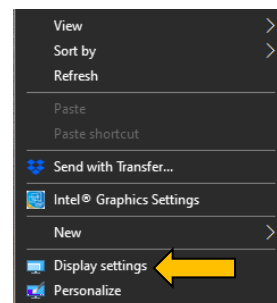 View
Sort by
Refresh
Paste
Paste shortcut
Send with Transfer...
Intel® Graphics Settings
New
Display settings
Personalize